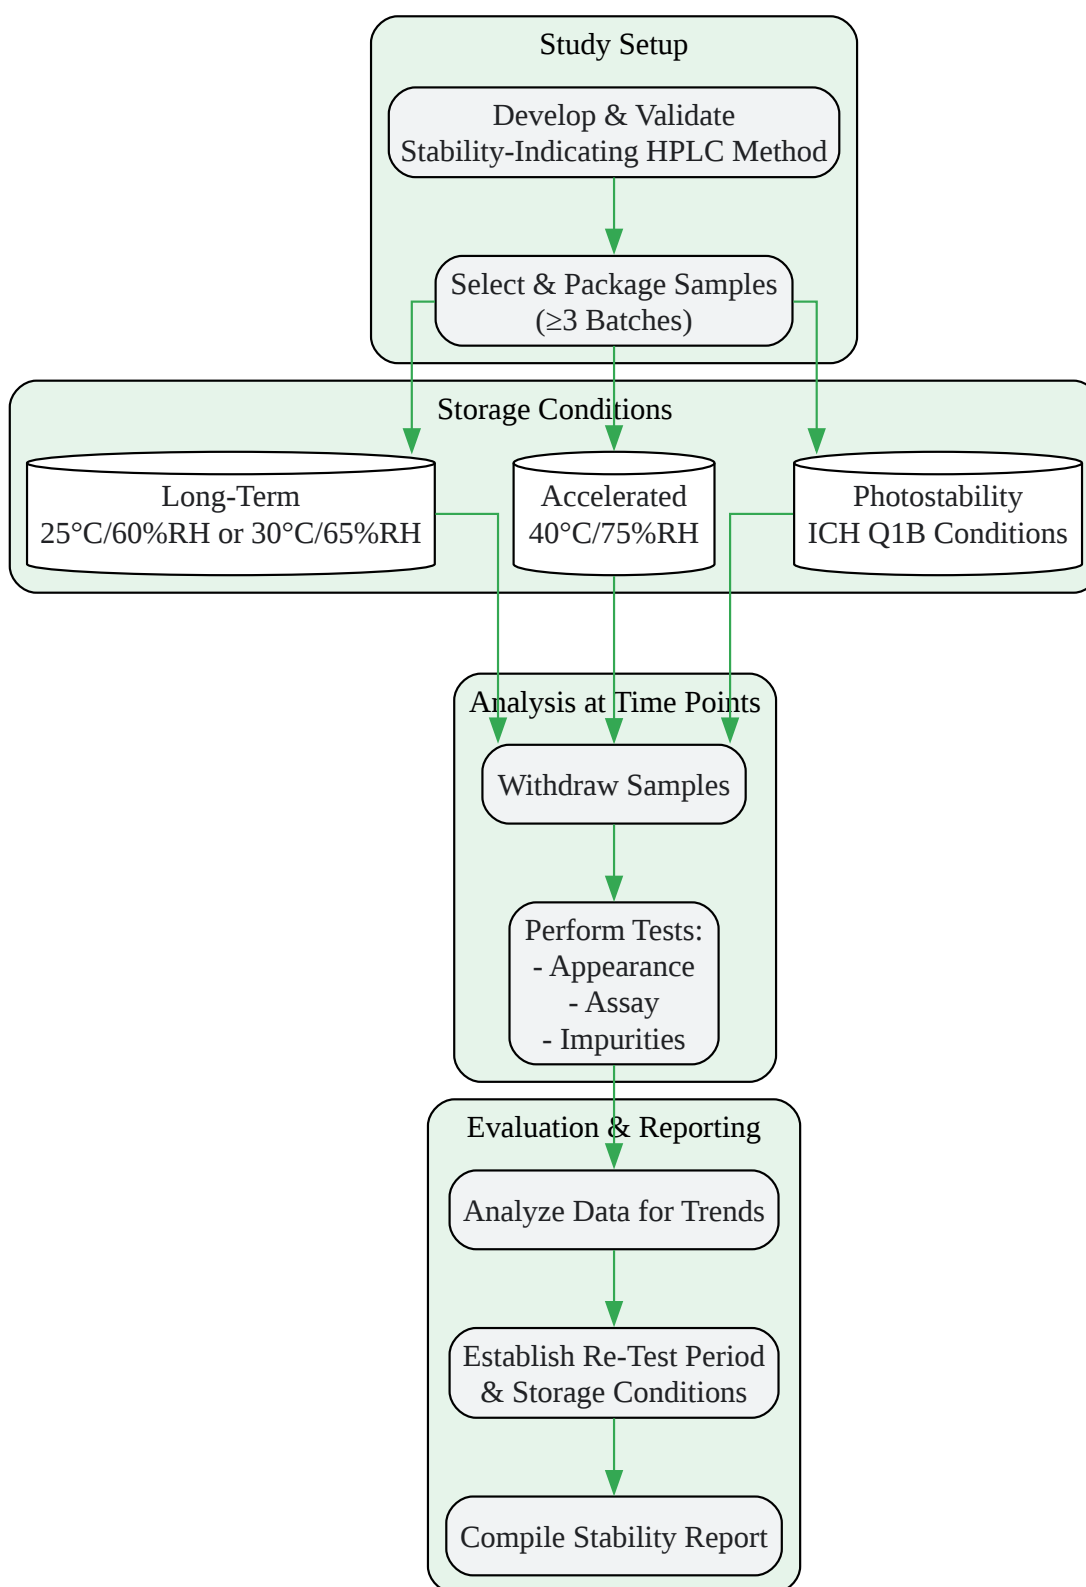 Study Setup
Develop & Validate
Stability-Indicating HPLC Method
Select & Package Samples
(≥3 Batches)
Storage Conditions
Long-Term
25°C/60%RH or 30°C/65%RH
Accelerated
40°C/75%RH
Photostability
ICH Q1B Conditions
Analysis at Time Points
Withdraw Samples
Perform Tests:
- Appearance
- Assay
- Impurities
Evaluation & Reporting
Analyze Data for Trends
Establish Re-Test Period
& Storage Conditions
Compile Stability Report